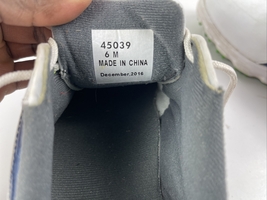 45039
6 M
MADE IN CHINA
December,2016